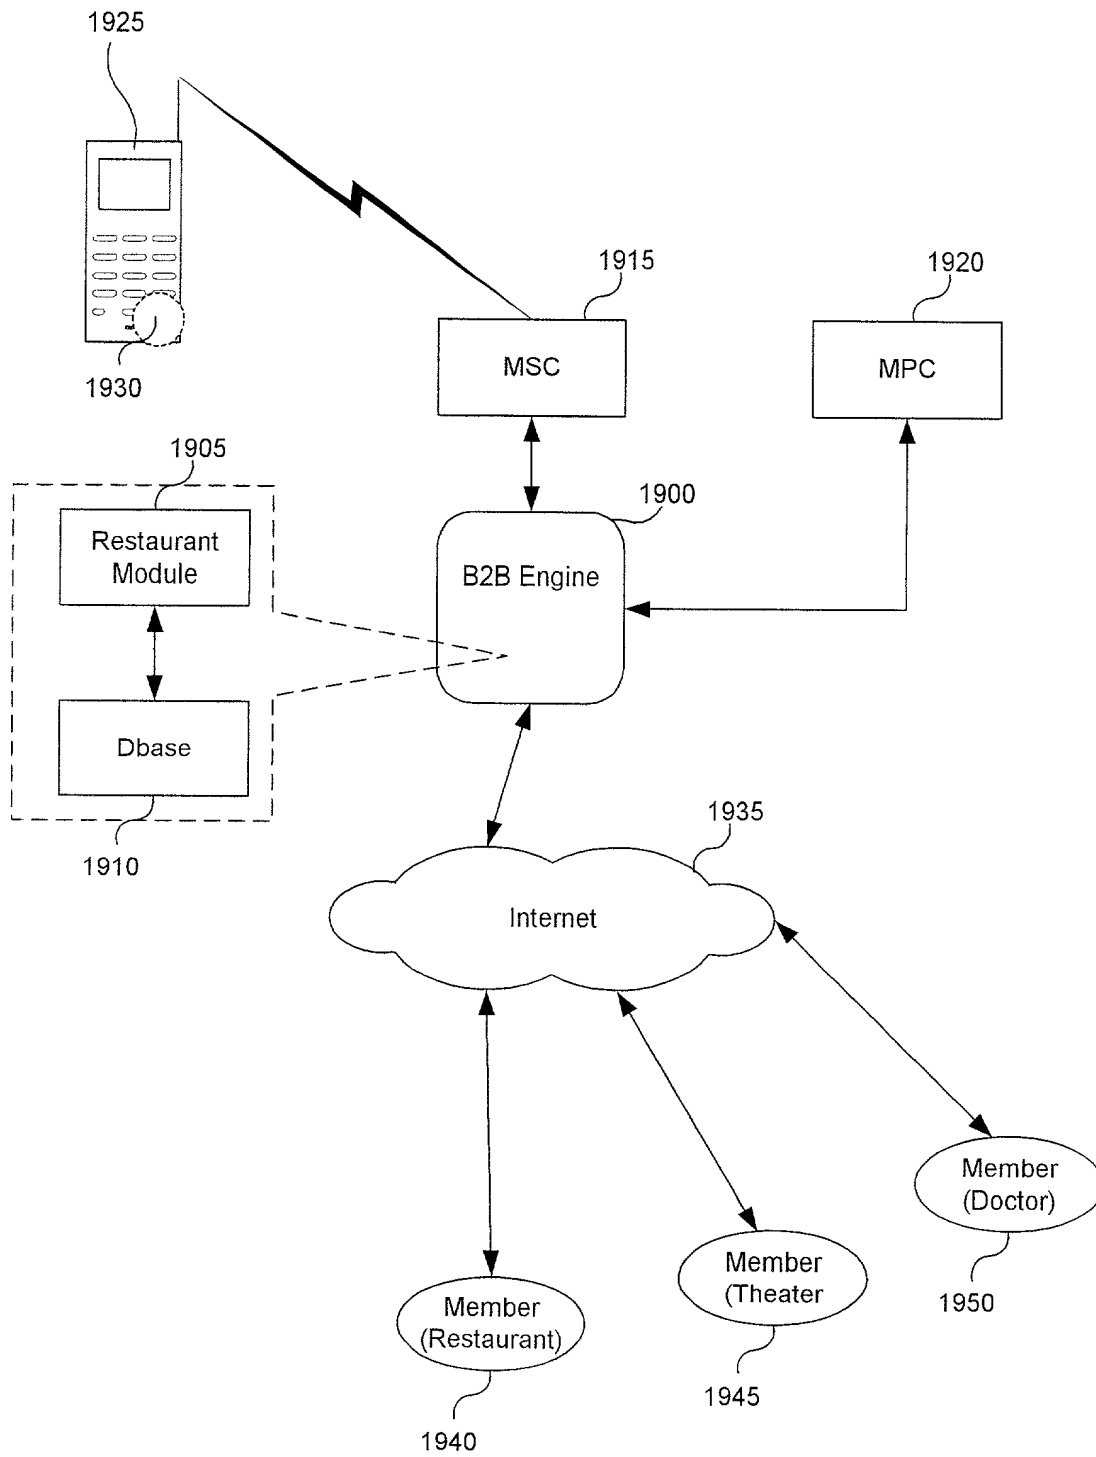 1925
1915
1920
MSC
MPC
1930
1905
1900
Restaurant
Module
B2B Engine
Dbase
1910
1935
Internet
Member
(Doctor)
Member
(Theater
Member
(Restaurant)
1950
1945
1940